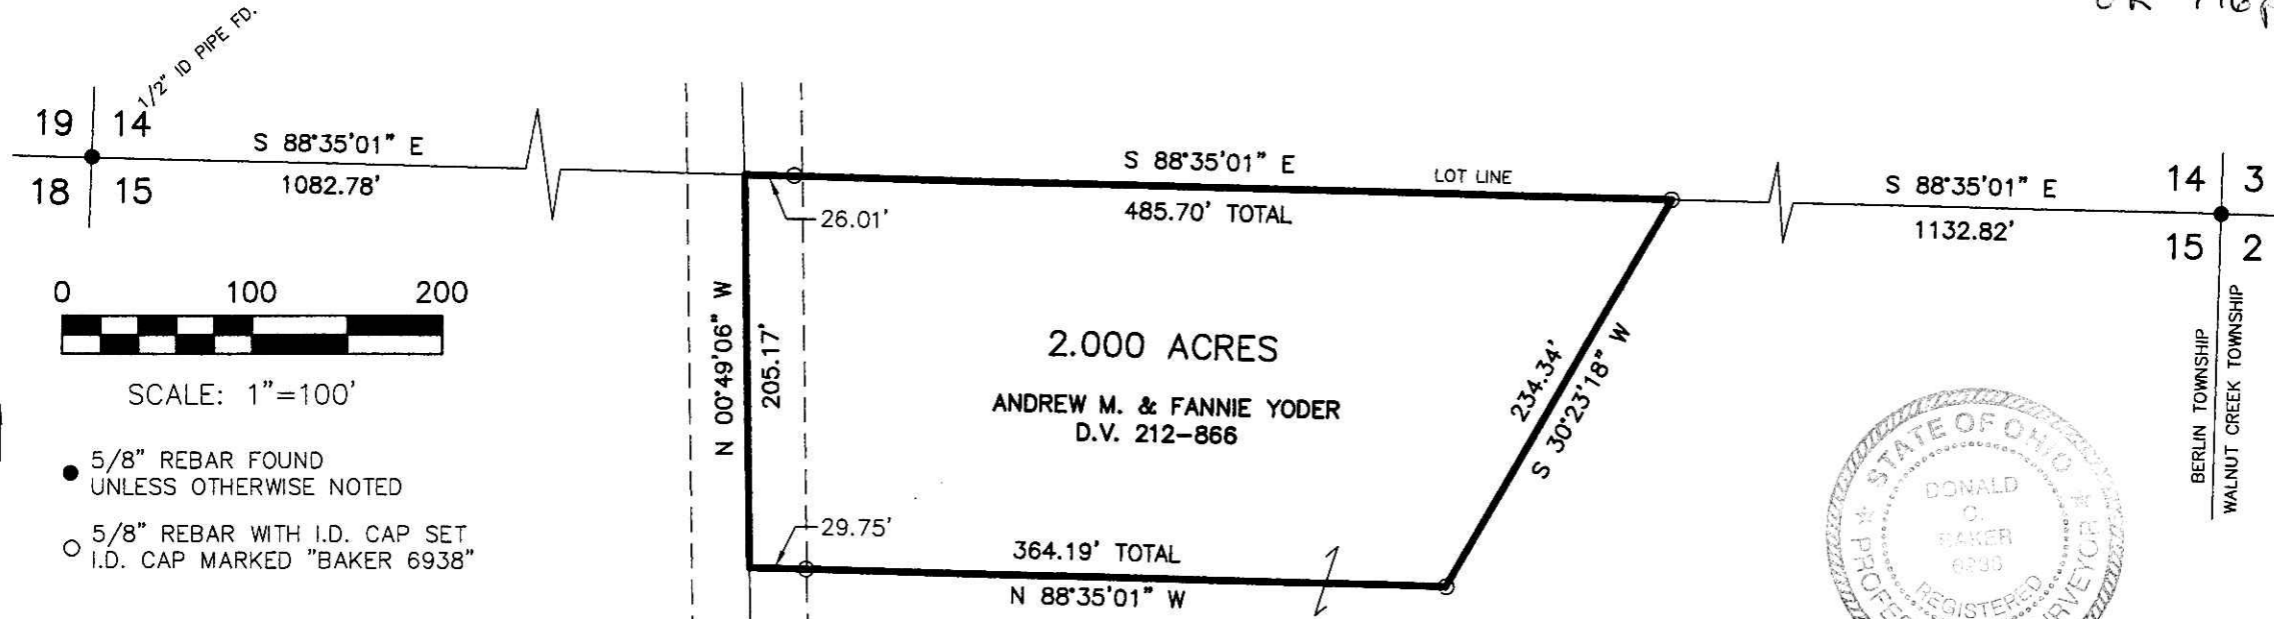 1/2" ID PIPE FD.
19 14
18 15
S 88°35'01" E
1082.78'
S 88°35'01" E
LOT LINE
485.70' TOTAL
26.01'
S 88°35'01" E
1132.82'
14 3
15 2
BERLIN TOWNSHIP
WALNUT CREEK TOWNSHIP
0 100 200
SCALE: 1"=100'
5/8" REBAR FOUND
UNLESS OTHERWISE NOTED
5/8" REBAR WITH I.D. CAP SET
I.D. CAP MARKED "BAKER 6938"
N 00°49'06" W
205.17'
2.000 ACRES
ANDREW M. & FANNIE YODER
D.V. 212-866
234.34'
S 30°23'18" W
29.75'
364.19' TOTAL
N 88°35'01" W
STATE OF OHIO
DONALD
C.
BAKER
REGISTERED